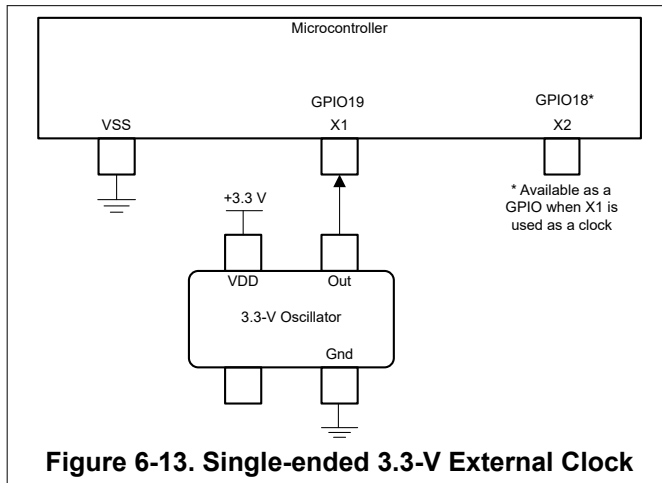 Microcontroller
GPIO19
GPIO18*
VSS
X1
X2
* Available as a
GPIO when X1 is
used as a clock
+3.3 V
VDD
Out
3.3-V Oscillator
Gnd
Figure 6-13. Single-ended 3.3-V External Clock